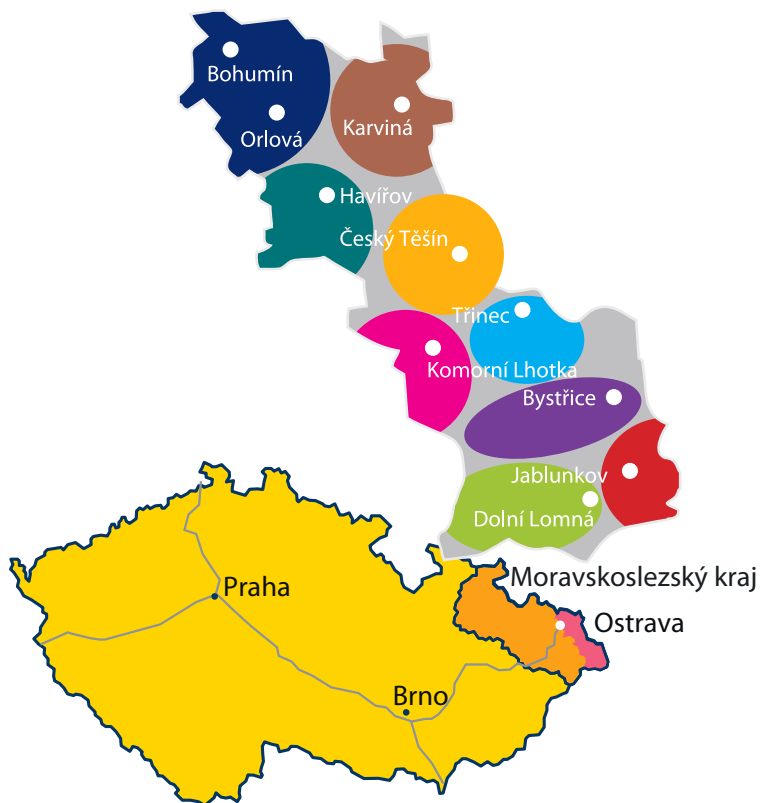 Bohumín
Orlová
Karviná
Havířov
Český Těšín
Třinec
Komorní Lhotka
Bystřice
Jablunkov
Dolní Lomná
Moravskoslezský kraj
Praha
Ostrava
Brno